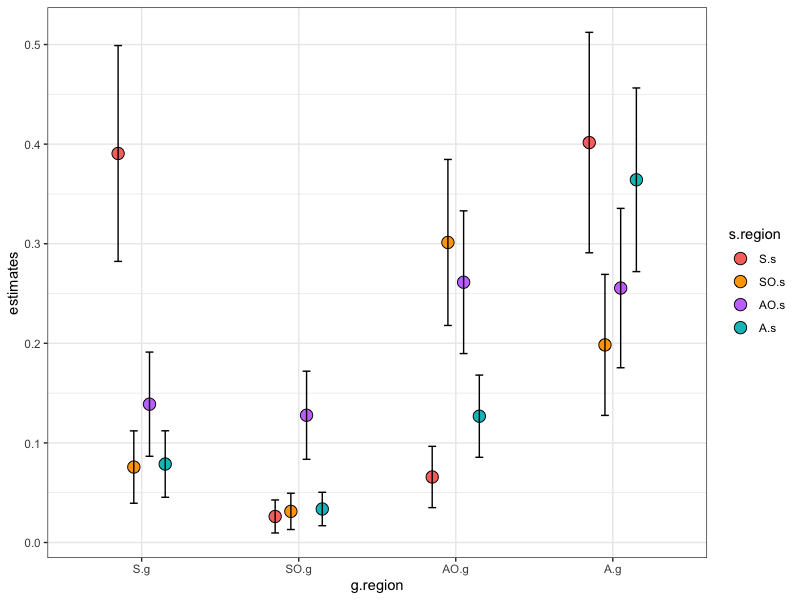 0.5
0.4
0.3
0.2
0.1
0.0
estimates
S.g
SO.g
AO.g
A.g
g.region
s.region
S.s
SO.s
AO.s
A.s